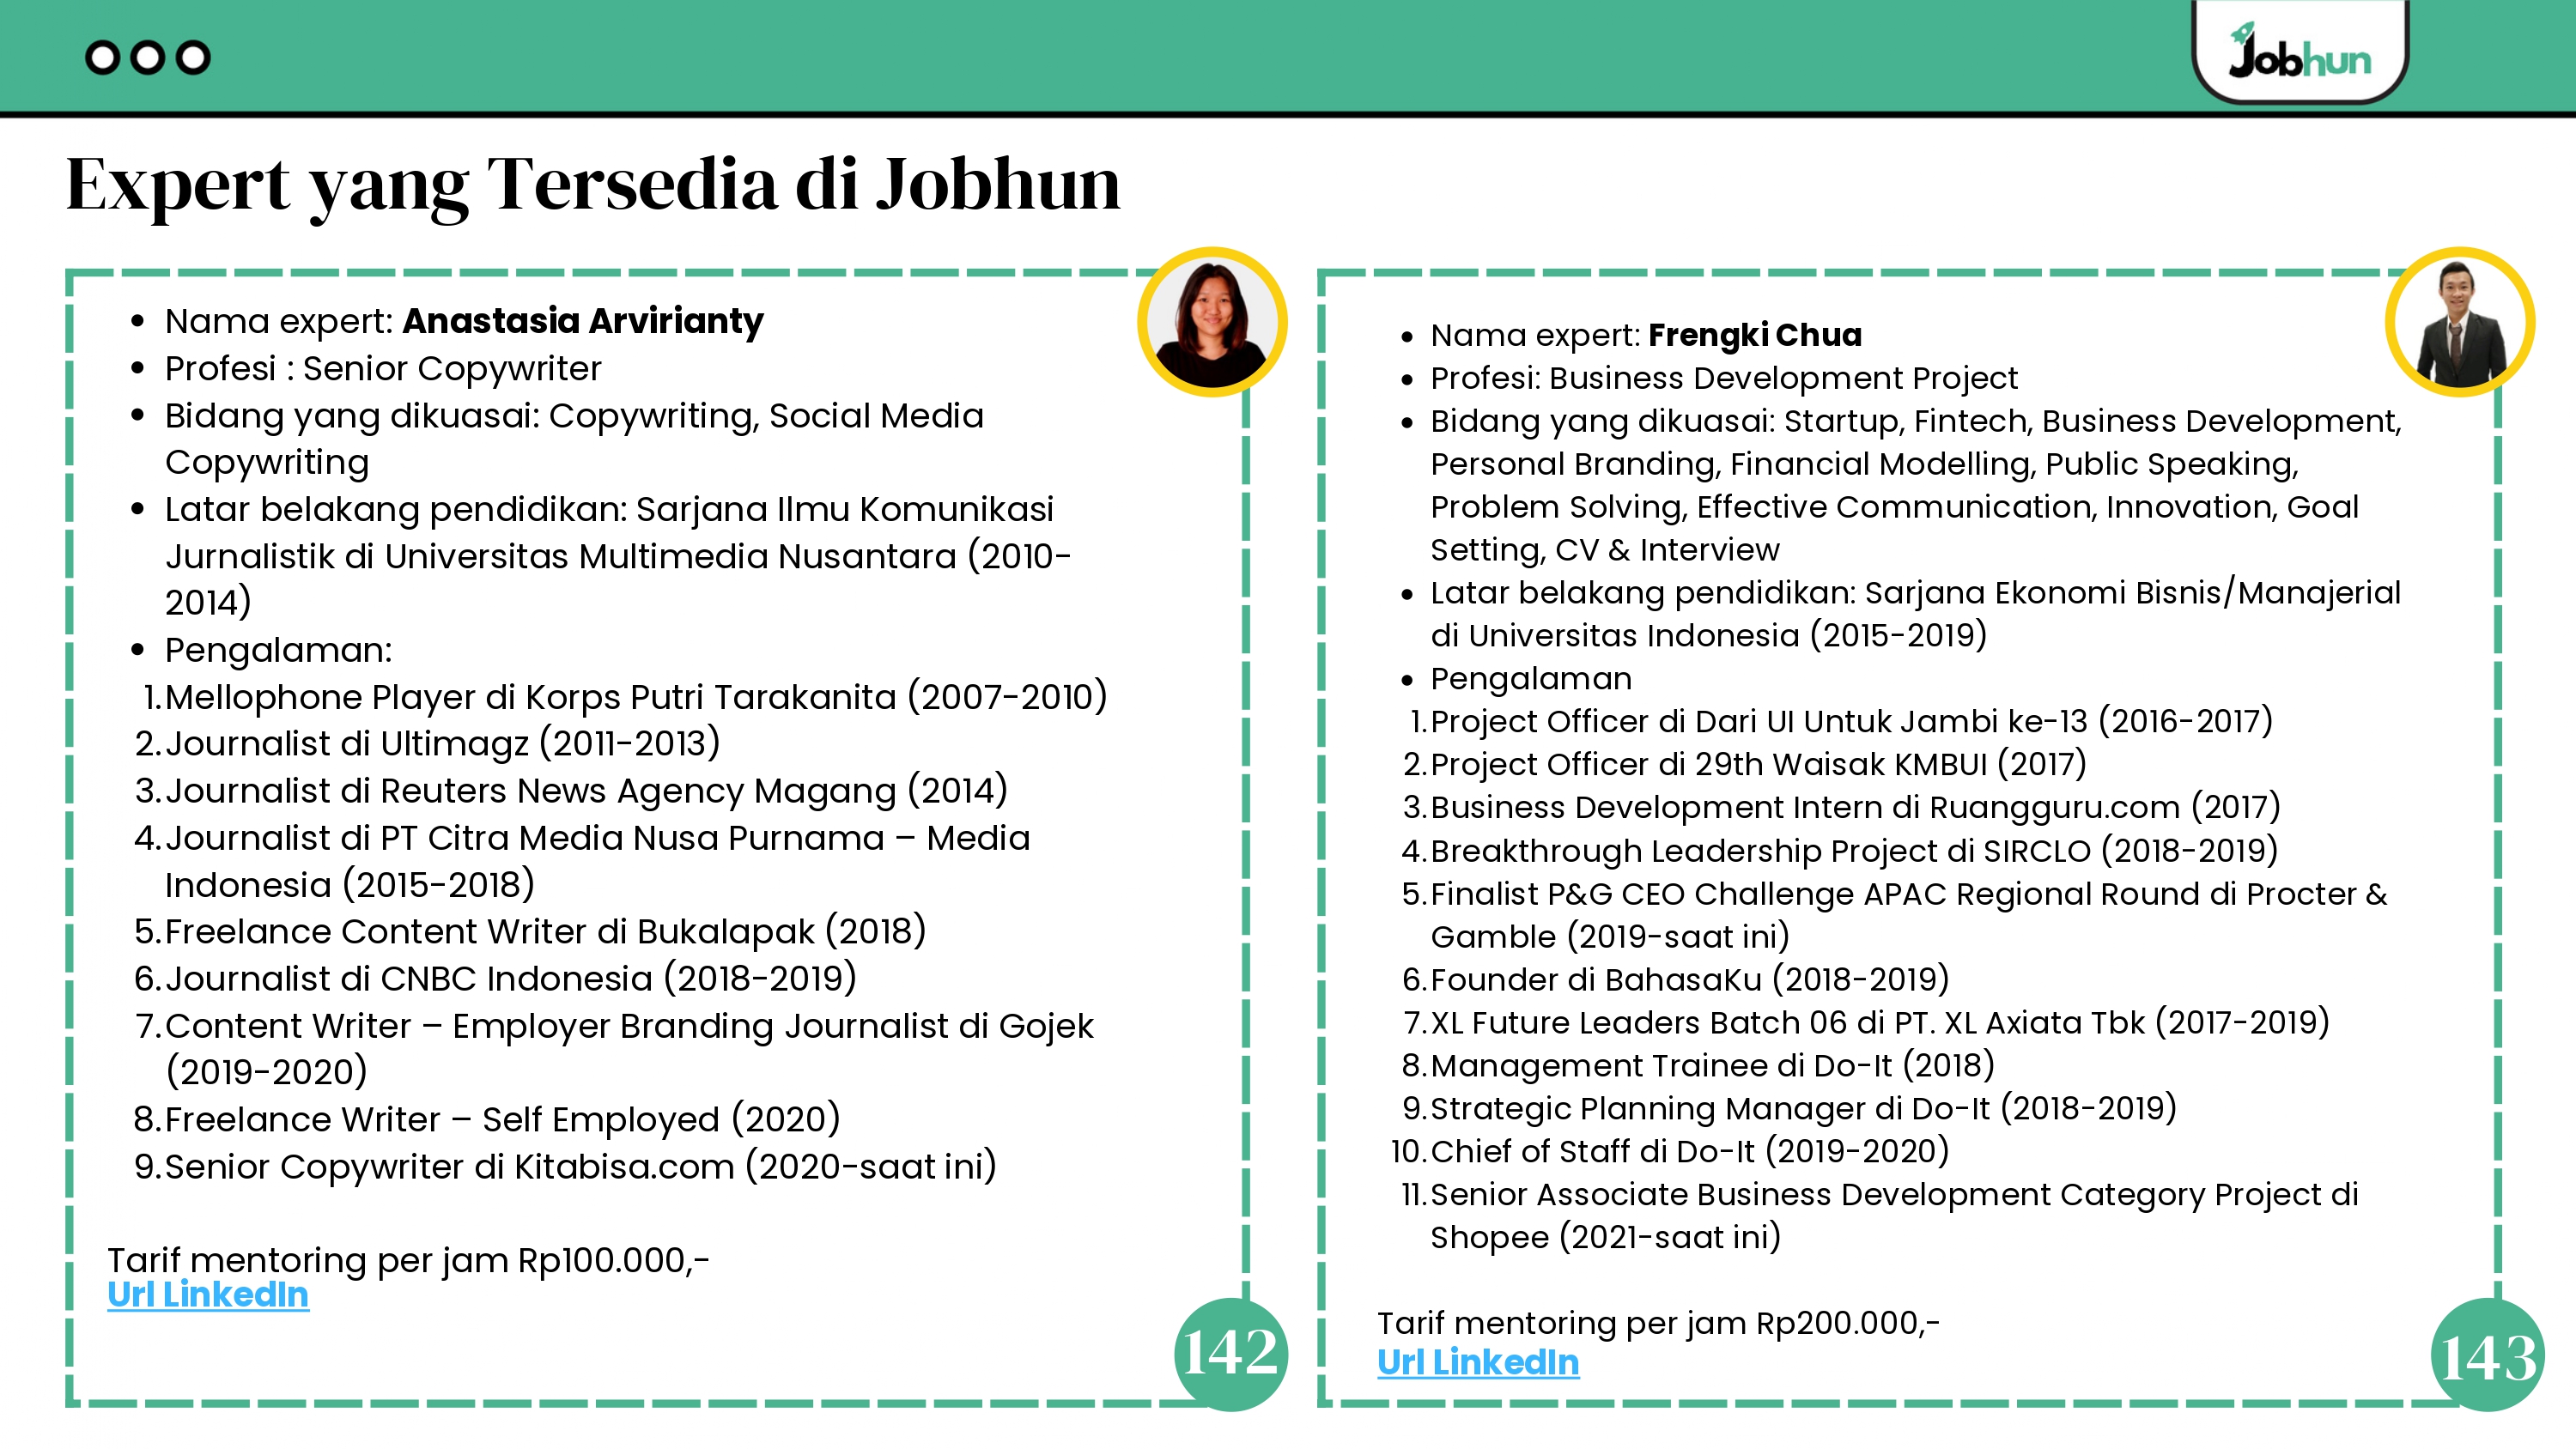 Jobhun
Expert yang Tersedia di Jobhun
• Nama expert: Anastasia Arvirianty
• Profesi : Senior Copywriter
• Bidang yang dikuasai: Copywriting, Social Media
Copywriting
• Latar belakang pendidikan: Sarjana Ilmu Komunikasi
Jurnalistik di Universitas Multimedia Nusantara (2010-
2014)
• Pengalaman:
1.Mellophone Player di Korps Putri Tarakanita (2007-2010)
2.Journalist di Ultimagz (2011-2013)
3.Journalist di Reuters News Agency Magang (2014)
4.Journalist di PT Citra Media Nusa Purnama – Media
Indonesia (2015-2018)
5.Freelance Content Writer di Bukalapak (2018)
6.Journalist di CNBC Indonesia (2018-2019)
7.Content Writer – Employer Branding Journalist di Gojek
(2019-2020)
8.Freelance Writer – Self Employed (2020)
9.Senior Copywriter di Kitabisa.com (2020-saat ini)
Tarif mentoring per jam Rp100.000,-
Url LinkedIn
142
• Nama expert: Frengki Chua
• Profesi: Business Development Project
• Bidang yang dikuasai: Startup, Fintech, Business Development,
Personal Branding, Financial Modelling, Public Speaking,
Problem Solving, Effective Communication, Innovation, Goal
Setting, CV & Interview
• Latar belakang pendidikan: Sarjana Ekonomi Bisnis/Manajerial
di Universitas Indonesia (2015-2019)
• Pengalaman
1.Project Officer di Dari UI Untuk Jambi ke-13 (2016-2017)
2.Project Officer di 29th Waisak KMBUI (2017)
3.Business Development Intern di Ruangguru.com (2017)
4.Breakthrough Leadership Project di SIRCLO (2018-2019)
5.Finalist P&G CEO Challenge APAC Regional Round di Procter &
Gamble (2019-saat ini)
6.Founder di BahasaKu (2018-2019)
7.XL Future Leaders Batch 06 di PT. XL Axiata Tbk (2017-2019)
8.Management Trainee di Do-It (2018)
9.Strategic Planning Manager di Do-It (2018-2019)
10.Chief of Staff di Do-It (2019-2020)
11.Senior Associate Business Development Category Project di
Shopee (2021-saat ini)
Tarif mentoring per jam Rp200.000,-
Url LinkedIn
143